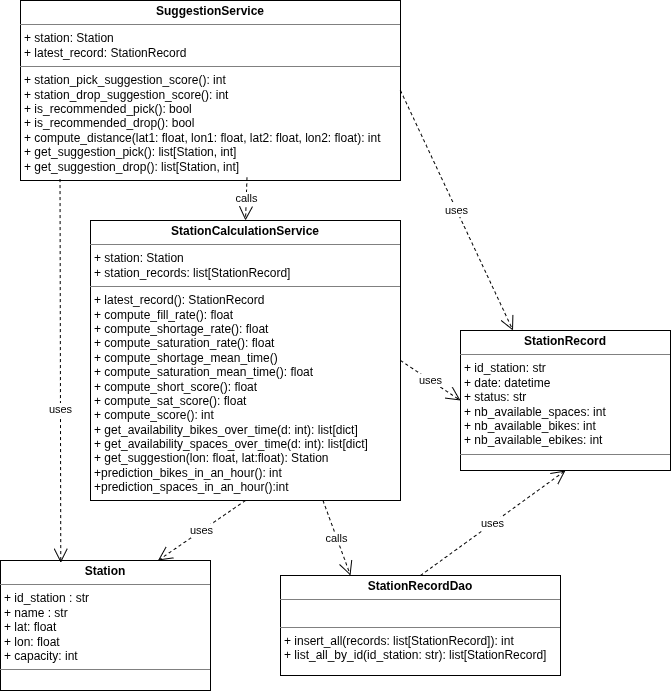 SuggestionService
+ station: Station
+ latest_record: StationRecord
+ station_pick_suggestion_score(): int
+ station_drop_suggestion_score(): int
+ is_recommended_pick(): bool
+ is_recommended_drop(): bool
+ compute_distance(lat1: float, lon1: float, lat2: float, lon2: float): int
+ get_suggestion_pick(): list[Station, int]
+ get_suggestion_drop(): list[Station, int]
calls
uses
StationCalculationService
+ station: Station
+ station_records: list[StationRecord]
+ latest_record(): StationRecord
+ compute_fill_rate(): float
+ compute_shortage_rate(): float
+ compute_saturation_rate(): float
+ compute_shortage_mean_time()
+ compute_saturation_mean_time(): float
+ compute_short_score(): float
+ compute_sat_score(): float
+ compute_score(): int
+ get_availability_bikes_over_time(d: int): list[dict]
+ get_availability_spaces_over_time(d: int): list[dict]
+ get_suggestion(lon: float, lat:float): Station
+prediction_bikes_in_an_hour(): int
+prediction_spaces_in_an_hour():int
StationRecord
+ id_station: str
+ date: datetime
+ status: str
+ nb_available_spaces: int
+ nb_available_bikes: int
+ nb_available_ebikes: int
uses
uses
uses
calls
uses
Station
+ id_station : str
+ name : str
+ lat: float
+ lon: float
+ capacity: int
StationRecordDao
+ insert_all(records: list[StationRecord]): int
+ list_all_by_id(id_station: str): list[StationRecord]